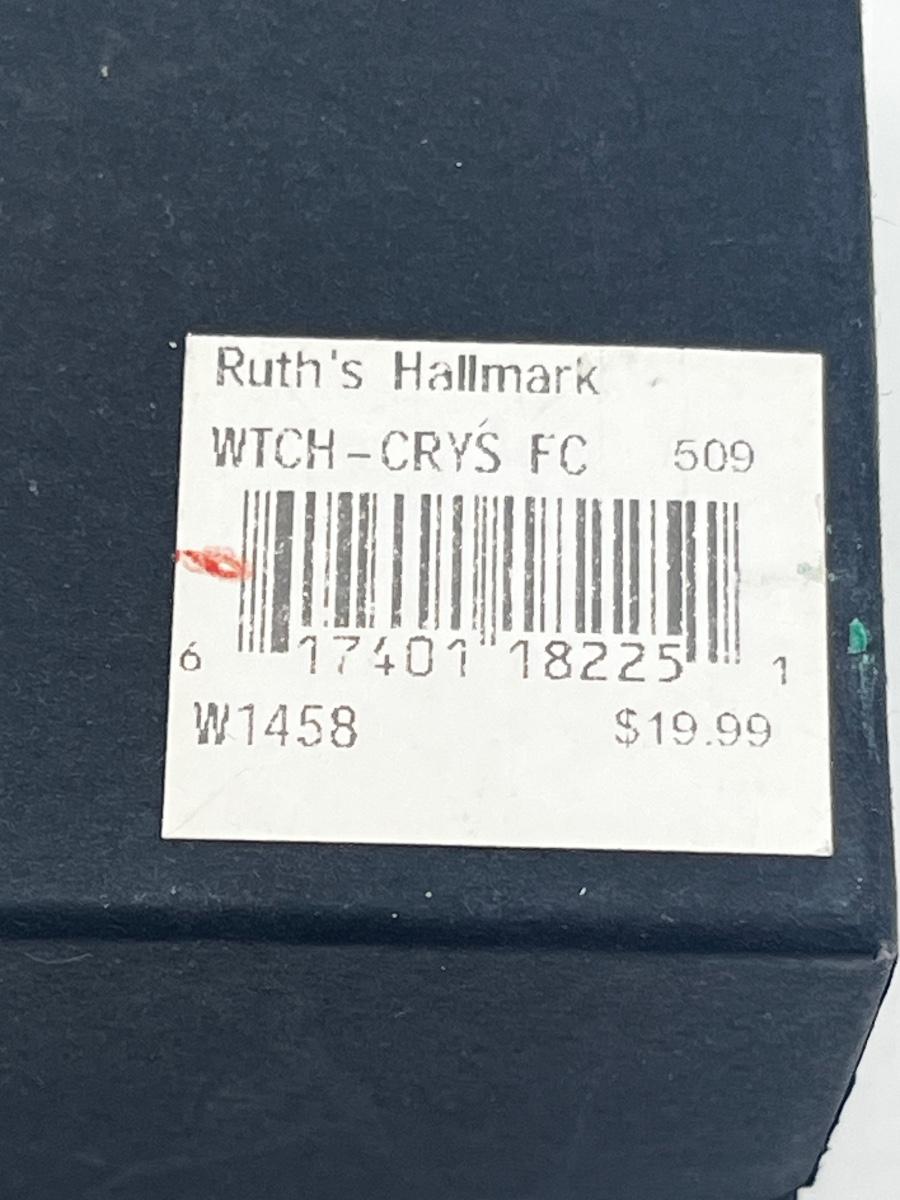 Ruth's Hallmark
WTCH-CRYS FC 509
6 17401 18225 1
W1458 $19.99